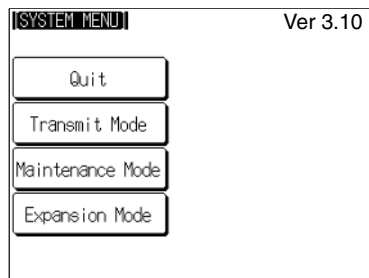 [SYSTEM MENU]
Ver 3.10
Quit
Transmit Mode
Maintenance Mode
Expansion Mode